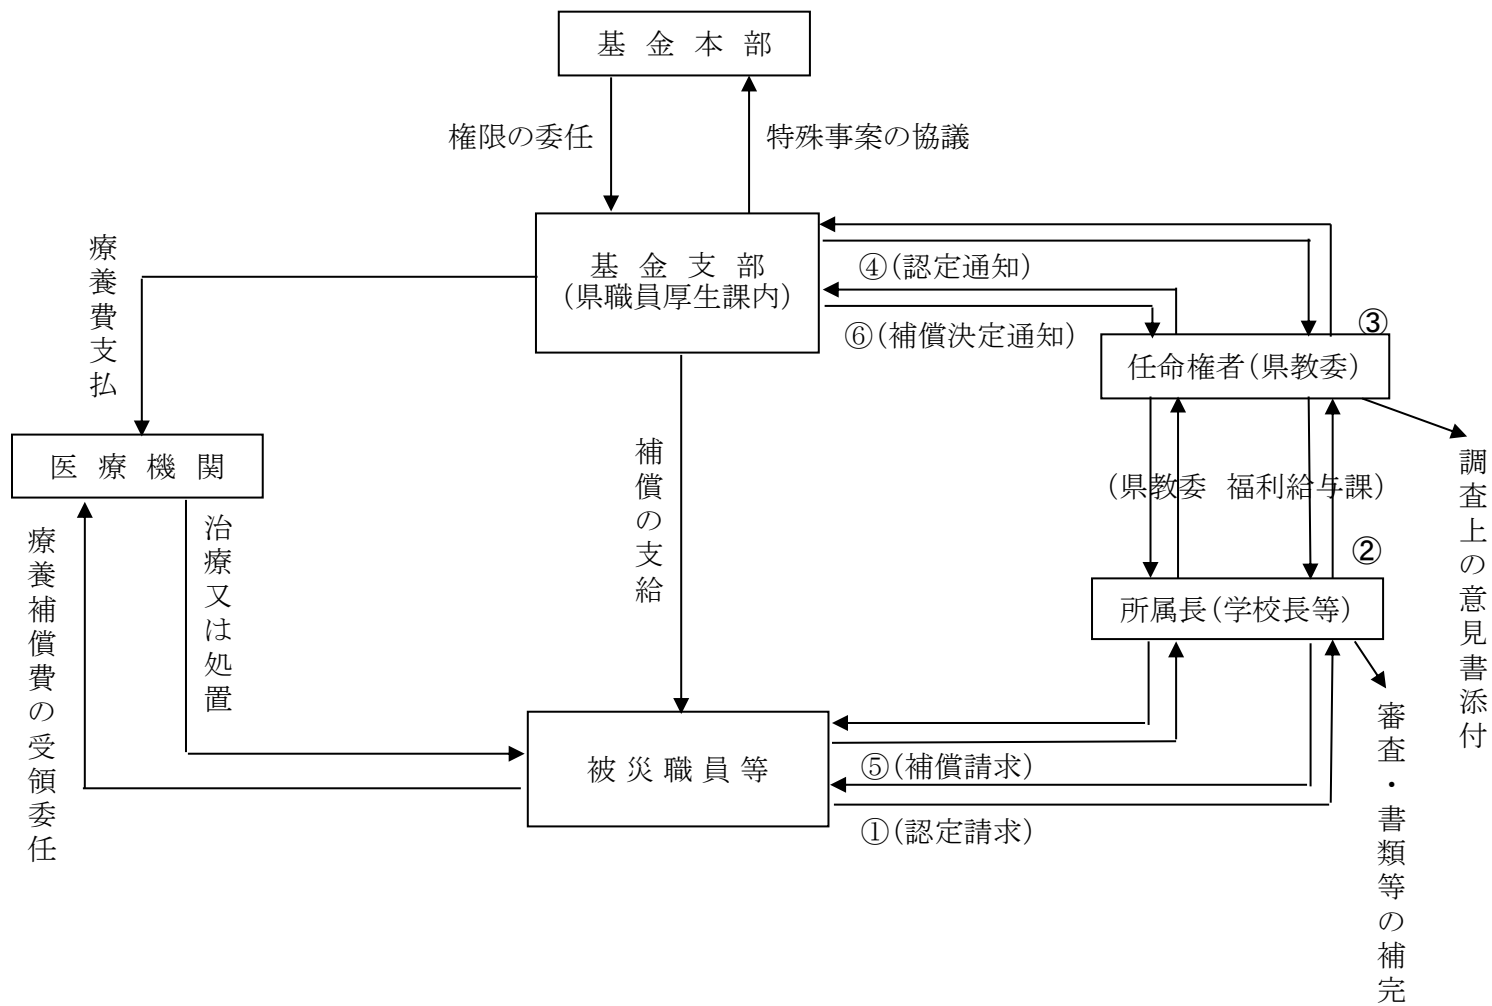 基金本部
権限の委任
特殊事案の協議
療養費支払
基金支部
(県職員厚生課内)
④(認定通知)
⑥(補償決定通知)
③
任命権者(県教委)
医療機関
補償の支給
(県教委 福利給与課)
調査上の意見書添付
療養補償費の受領委任
治療又は処置
②
所属長(学校長等)
被災職員等
⑤(補償請求)
①(認定請求)
審査・書類等の補完